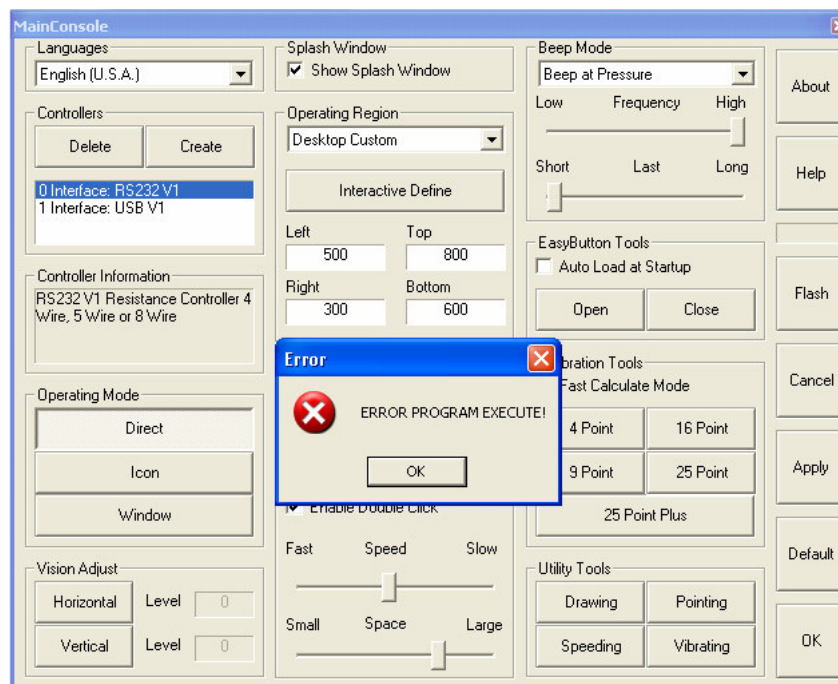 MainConsole
Languages
English (U.S.A.)
Controllers
Delete
Create
0 Interface: RS232 V1
1 Interface: USB V1
Controller Information
RS232 V1 Resistance Controller 4
Wire, 5 Wire or 8 Wire
Operating Mode
Direct
Icon
Window
Vision Adjust
Horizontal
Level
0
Vertical
Level
0
Splash Window
Show Splash Window
Operating Region
Desktop Custom
Interactive Define
Left
Top
500
800
Right
Bottom
300
600
Error
ERROR PROGRAM EXECUTE!
OK
Enable Double Click
Fast
Speed
Slow
Small
Space
Large
Beep Mode
Beep at Pressure
Low
Frequency
High
Short
Last
Long
EasyButton Tools
Auto Load at Startup
Open
Close
bration Tools
Fast Calculate Mode
4 Point
16 Point
9 Point
25 Point
25 Point Plus
Utility Tools
Drawing
Pointing
Speeding
Vibrating
About
Help
Flash
Cancel
Apply
Default
OK